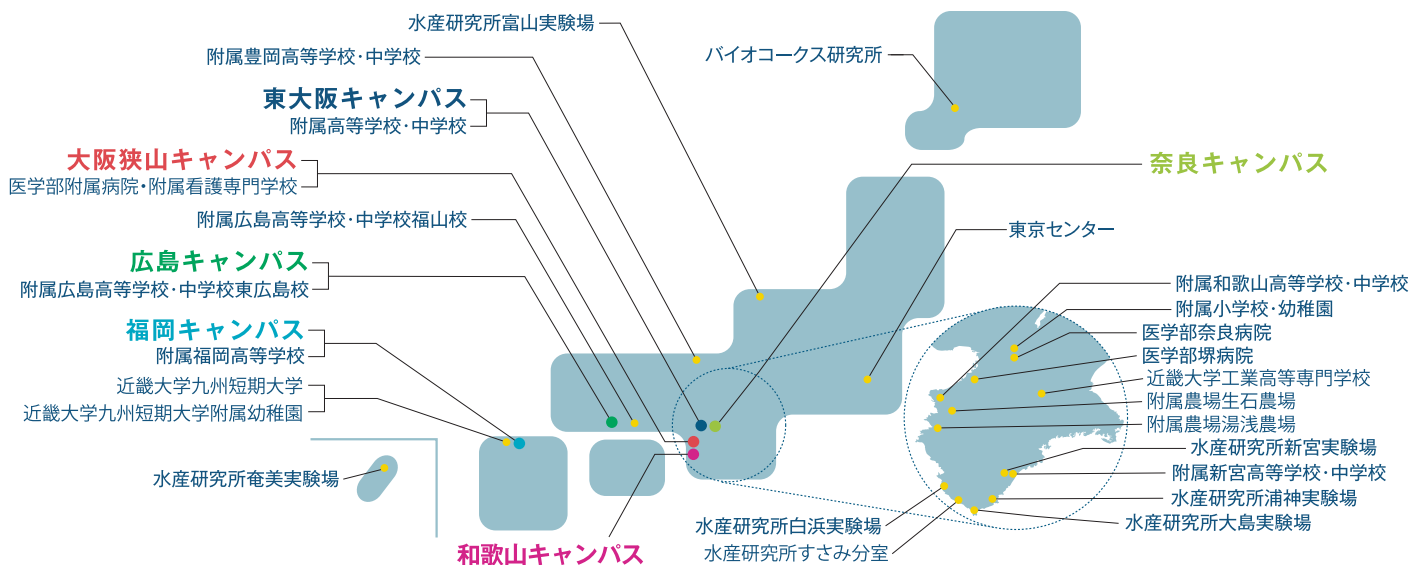 水産研究所富山実験場
附属豊岡高等学校・中学校
東大阪キャンパス
附属高等学校・中学校
大阪狭山キャンパス
医学部附属病院・附属看護専門学校
附属広島高等学校・中学校福山校
広島キャンパス
附属広島高等学校・中学校東広島校
福岡キャンパス
附属福岡高等学校
近畿大学九州短期大学
近畿大学九州短期大学附属幼稚園
水産研究所奄美実験場
和歌山キャンパス
バイオコークス研究所
奈良キャンパス
東京センター
附属和歌山高等学校・中学校
附属小学校・幼稚園
医学部奈良病院
医学部堺病院
近畿大学工業高等専門学校
附属農場生石農場
附属農場湯浅農場
水産研究所新宮実験場
附属新宮高等学校・中学校
水産研究所浦神実験場
水産研究所大島実験場
水産研究所白浜実験場
水産研究所すさみ分室